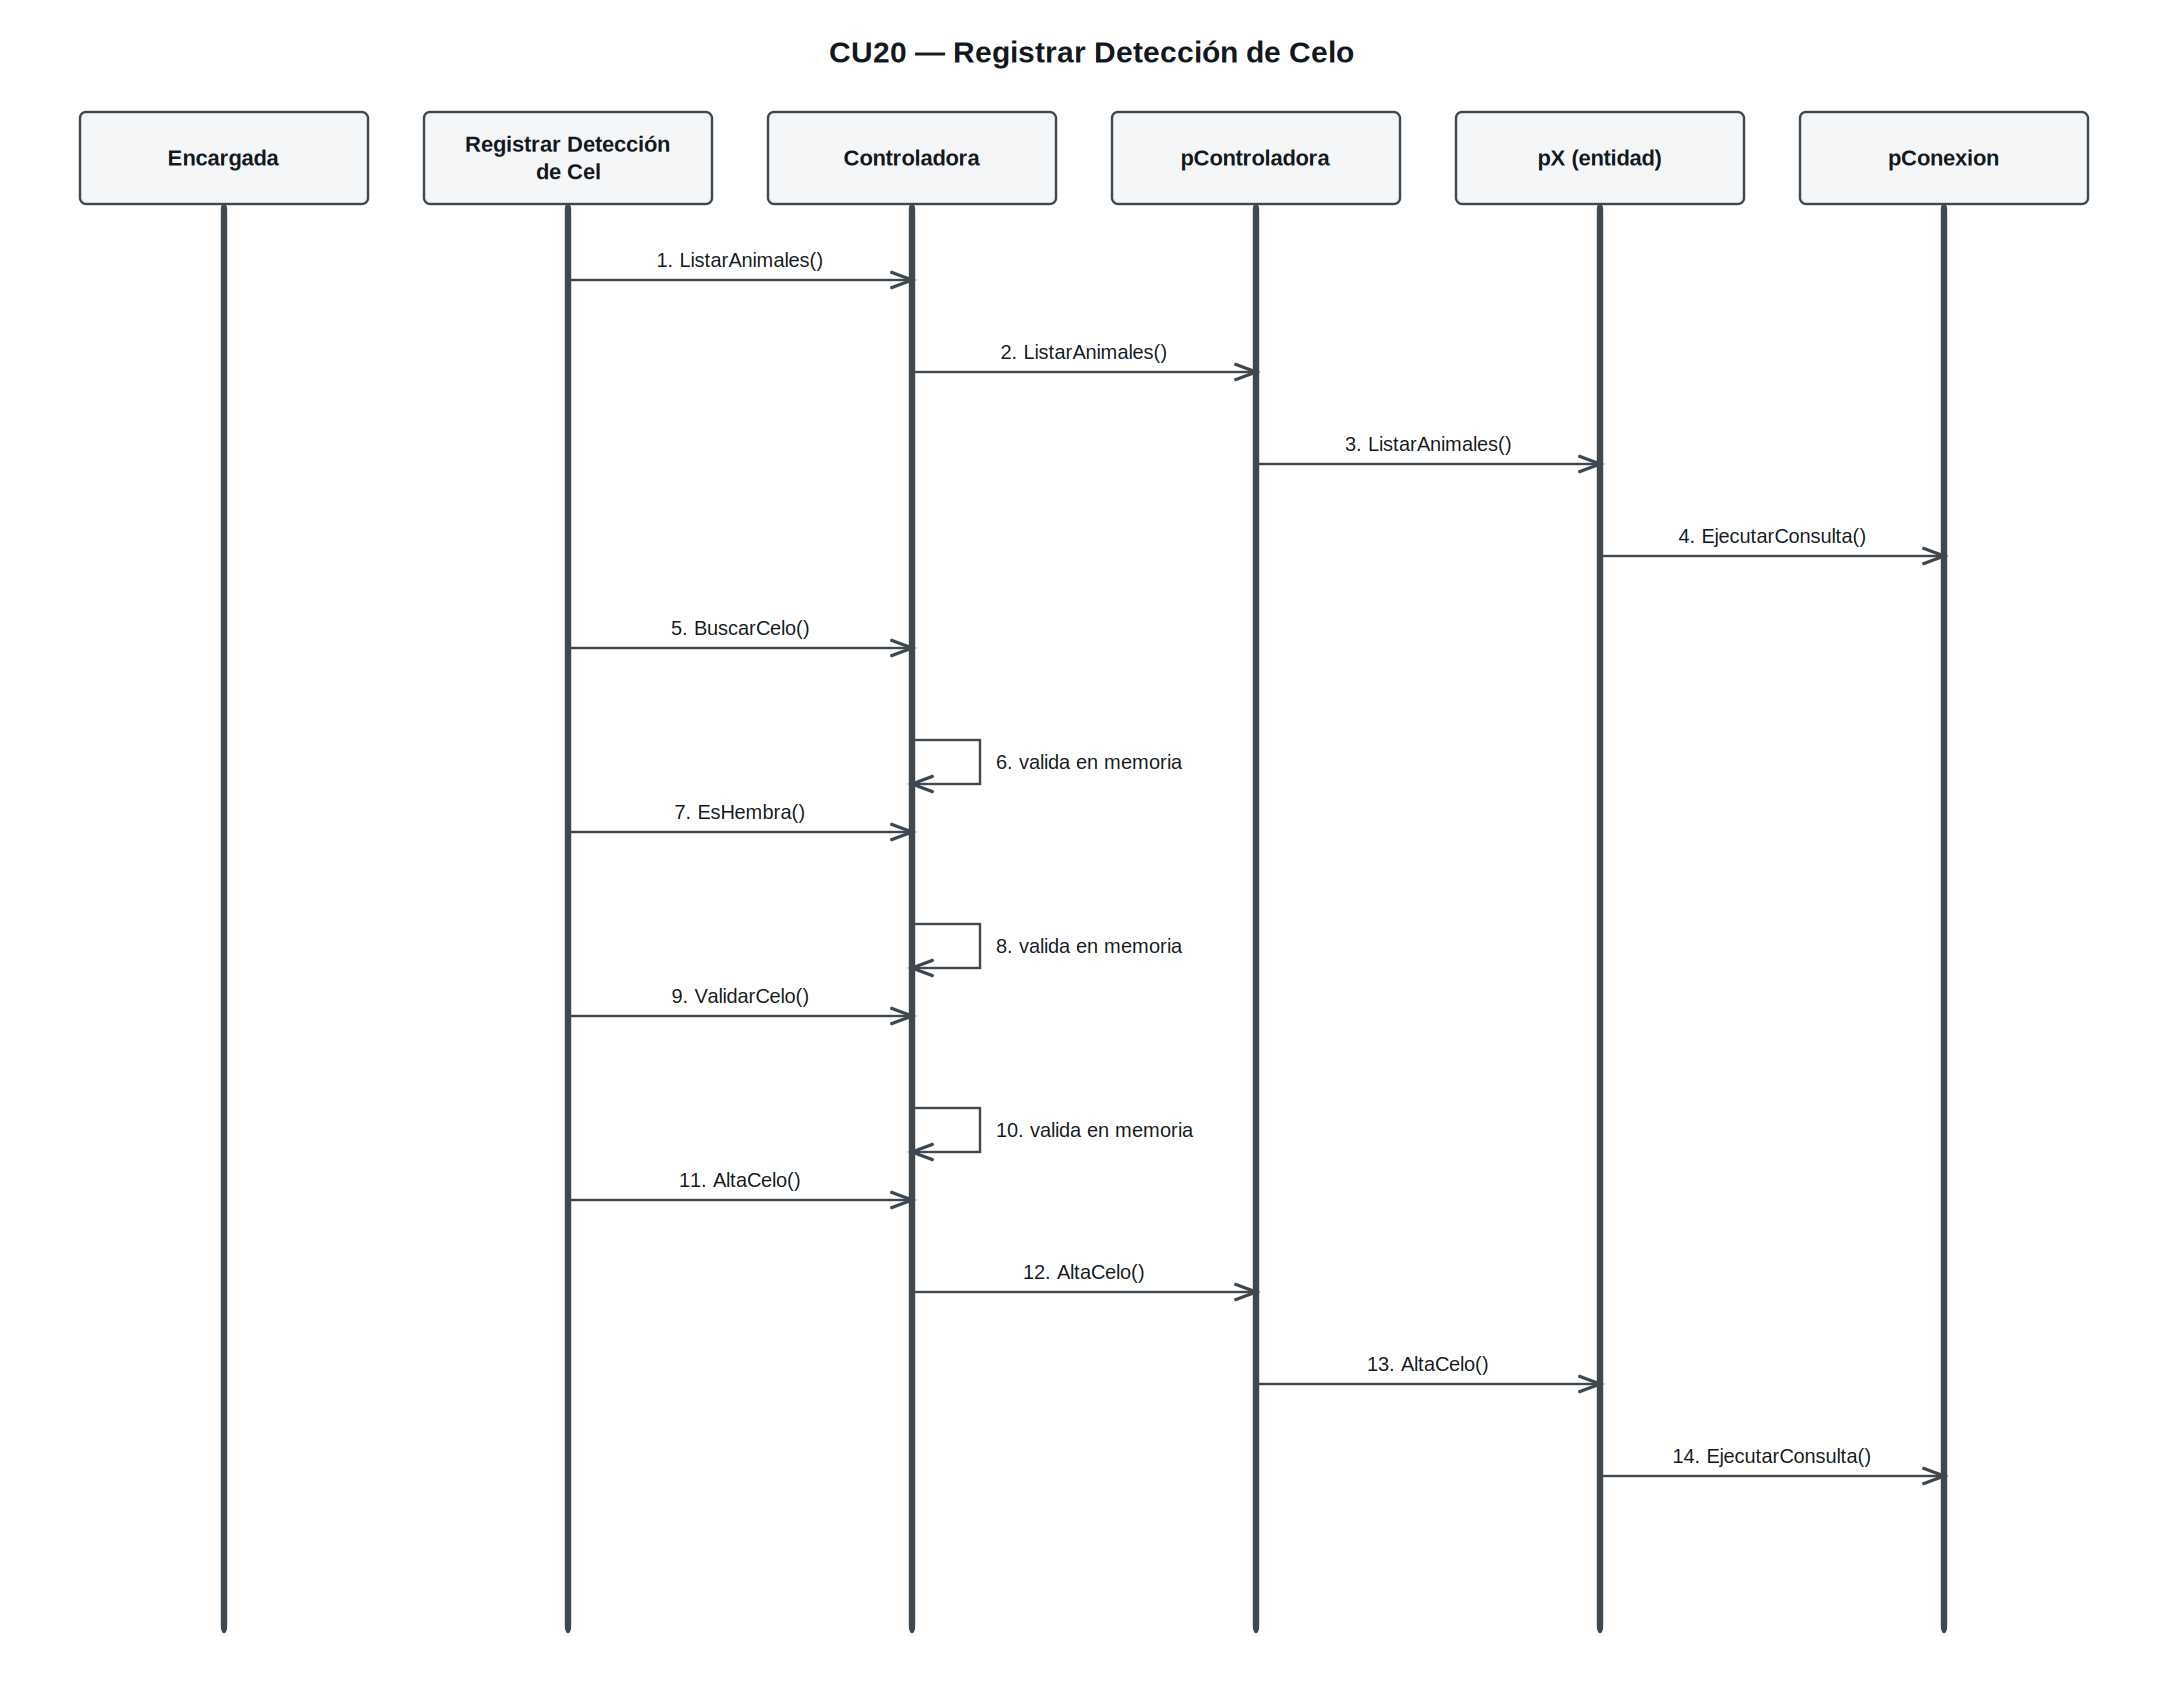 CU20 — Registrar Detección de Celo
Encargada
Registrar Detección
de Cel
Controladora
pControladora
pX (entidad)
pConexion
1. ListarAnimales()
2. ListarAnimales()
3. ListarAnimales()
4. EjecutarConsulta()
5. BuscarCelo()
6. valida en memoria
7. EsHembra()
8. valida en memoria
9. ValidarCelo()
10. valida en memoria
11. AltaCelo()
12. AltaCelo()
13. AltaCelo()
14. EjecutarConsulta()